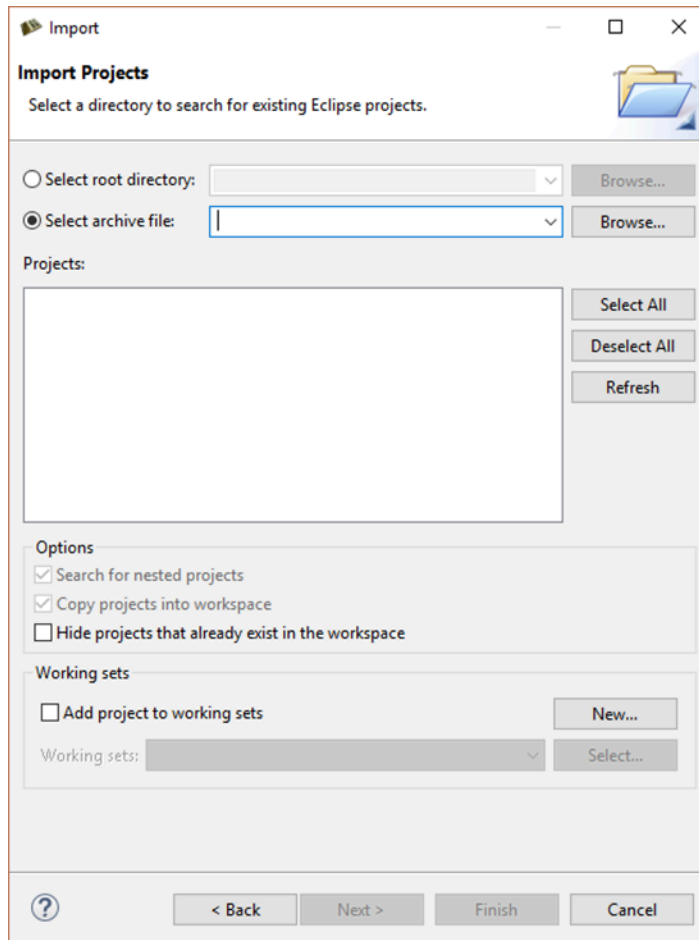 Import
Import Projects
Select a directory to search for existing Eclipse projects.
Select root directory: Browse...
Select archive file: Browse...
Projects:
Select All
Deselect All
Refresh
Options
Search for nested projects
Copy projects into workspace
Hide projects that already exist in the workspace
Working sets
Add project to working sets New...
Working sets: Select...
? < Back Next > Finish Cancel